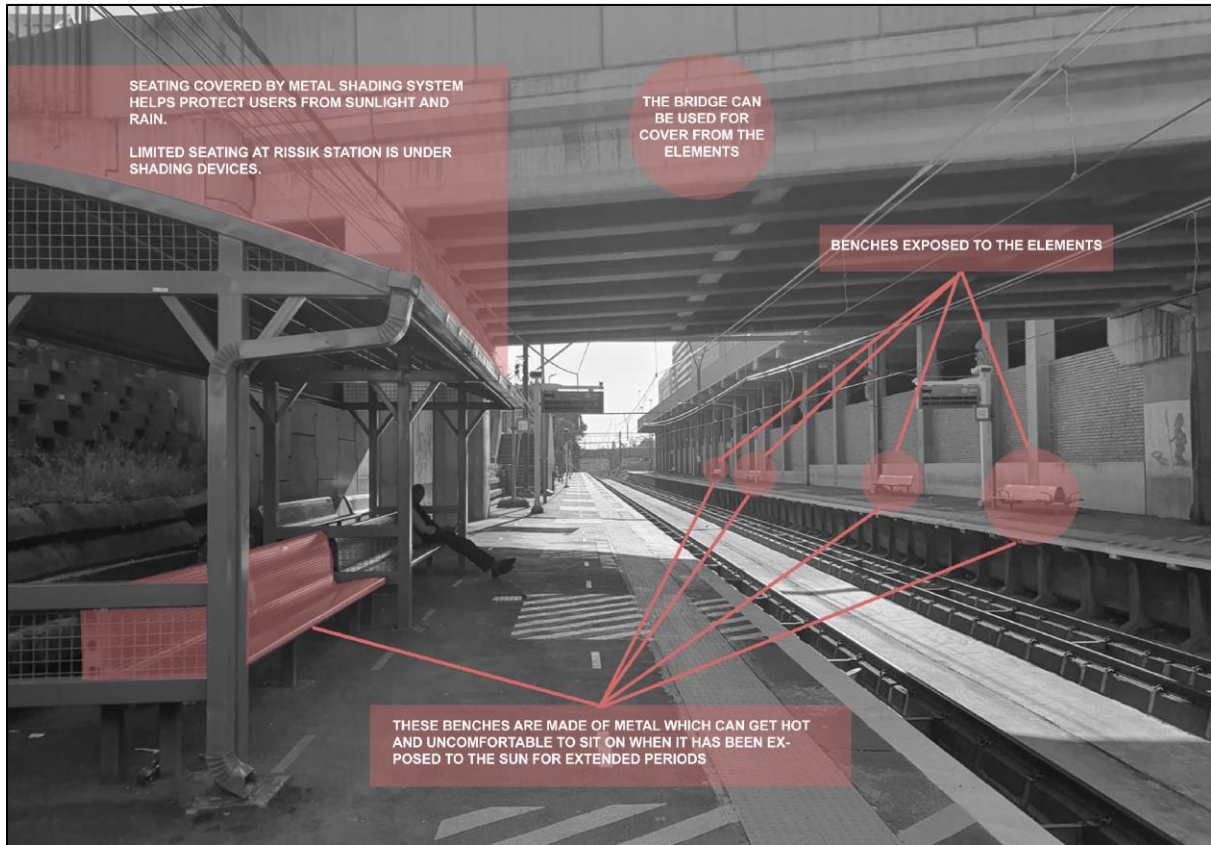 SEATING COVERED BY METAL SHADING SYSTEM
HELPS PROTECT USERS FROM SUNLIGHT AND
RAIN.
LIMITED SEATING AT RISSIK STATION IS UNDER
SHADING DEVICES.
THE BRIDGE CAN
BE USED FOR
COVER FROM THE
ELEMENTS
BENCHES EXPOSED TO THE ELEMENTS
THESE BENCHES ARE MADE OF METAL WHICH CAN GET HOT
AND UNCOMFORTABLE TO SIT ON WHEN IT HAS BEEN EX-
POSED TO THE SUN FOR EXTENDED PERIODS